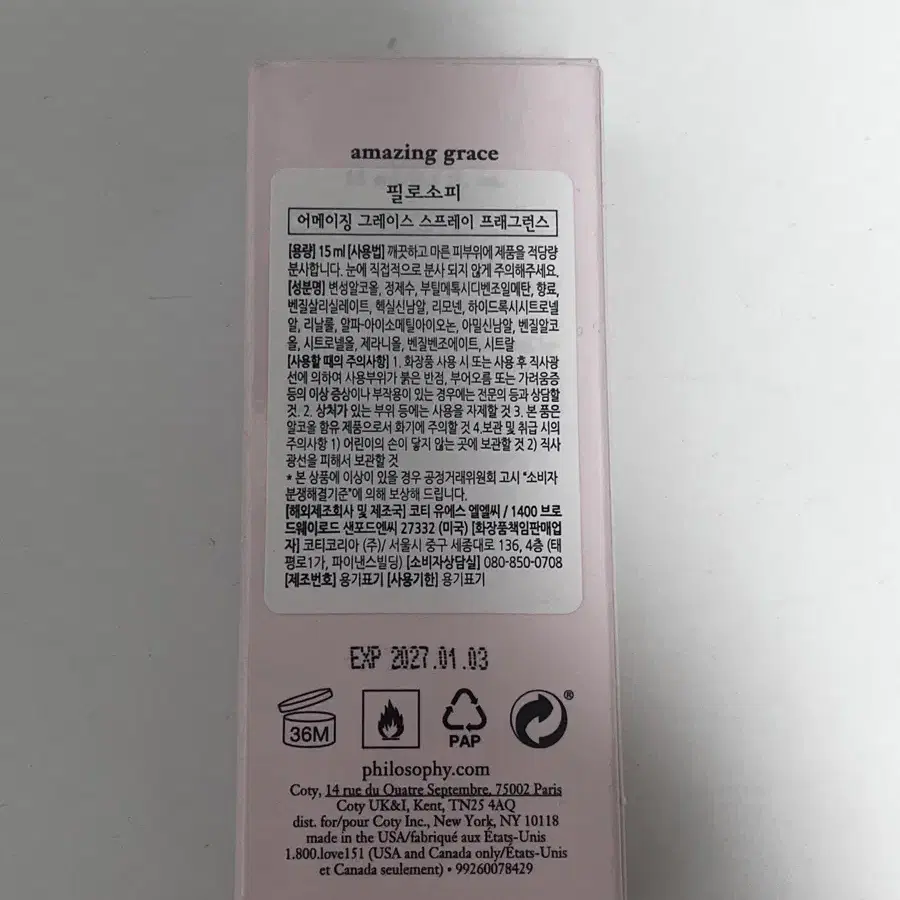 amazing grace
필로소피
어메이징 그레이스 스프레이 프래그런스
[용량] 15 ml [사용법] 깨끗하고 마른 피부위에 제품을 적당량
분사합니다. 눈에 직접적으로 분사 되지 않게 주의해주세요.
[성분명] 변성알코올, 정제수, 부틸메톡시디벤조일메탄, 향료,
벤질살리실레이트, 헥실신남알, 리모넨, 하이드록시시트로넬
알, 리날룰, 알파-아이소메틸아이오논, 아밀신남알, 벤질알코
올, 시트로넬올, 제라니올, 벤질벤조에이트, 시트랄
[사용할 때의 주의사항] 1. 화장품 사용 시 또는 사용 후 직사광
선에 의하여 사용부위가 붉은 반점, 부어오름 또는 가려움증
등의 이상 증상이나 부작용이 있는 경우에는 전문의 등과 상담할
것. 2. 상처가 있는 부위 등에는 사용을 자제할 것 3. 본 품은
알코올 함유 제품으로서 화기에 주의할 것 4.보관 및 취급 시의
주의사항 1) 어린이의 손이 닿지 않는 곳에 보관할 것 2) 직사
광선을 피해서 보관할 것
* 본 상품에 이상이 있을 경우 공정거래위원회 고시 "소비자
분쟁해결기준"에 의해 보상해 드립니다.
[해외제조회사 및 제조국] 코티 유에스 엘엘씨 / 1400 브로
드웨이로드 샌포드엔씨 27332 (미국) [화장품책임판매업
자] 코티코리아 (주)/ 서울시 중구 세종대로 136, 4층 (태
평로1가, 파이낸스빌딩) [소비자상담실] 080-850-0708
[제조번호] 용기표기 [사용기한] 용기표기
EXP 2027.01.03
36M
PAP
®
philosophy.com
Coty, 14 rue du Quatre Septembre, 75002 Paris
Coty UK&I, Kent, TN25 4AQ
dist. for/pour Coty Inc., New York, NY 10118
made in the USA/fabriqué aux États-Unis
1.800.love151 (USA and Canada only/États-Unis
et Canada seulement) • 99260078429